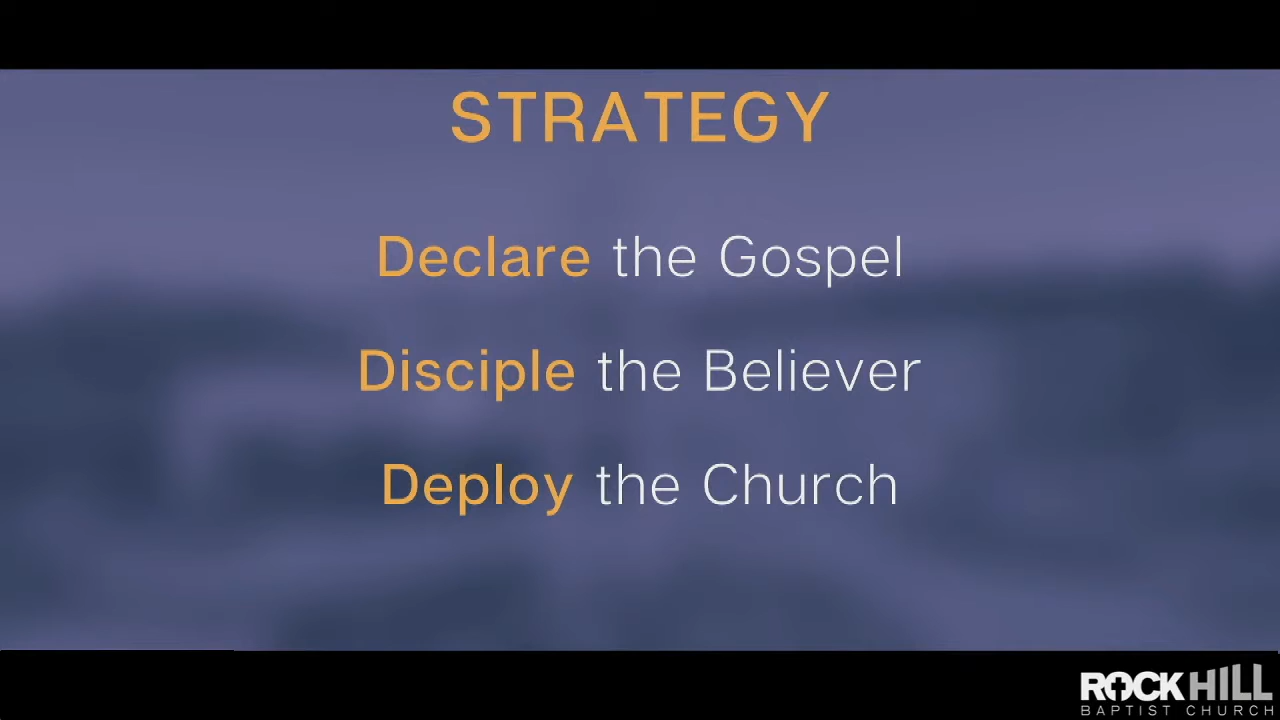 STRATEGY
Declare the Gospel
Disciple the Believer
Deploy the Church
ROCKHILL
BAPTIST CHURCH